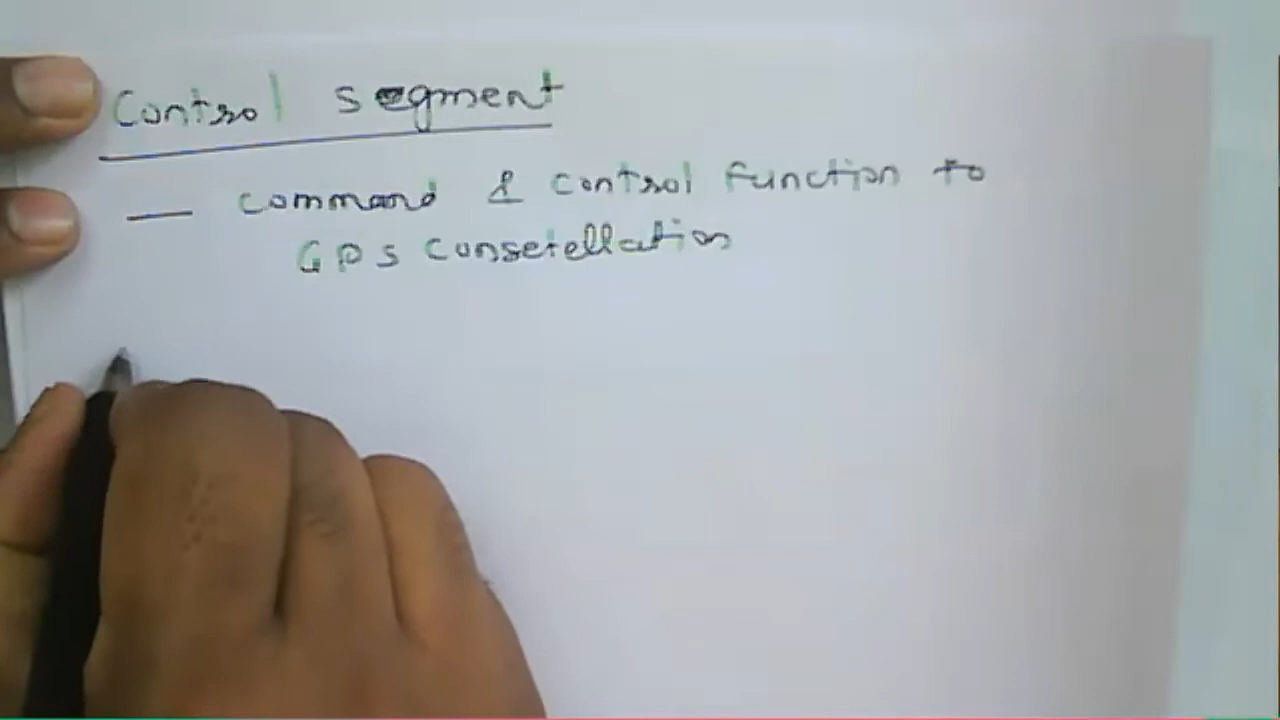 Control segment
— command & control function to
GPS consetellation